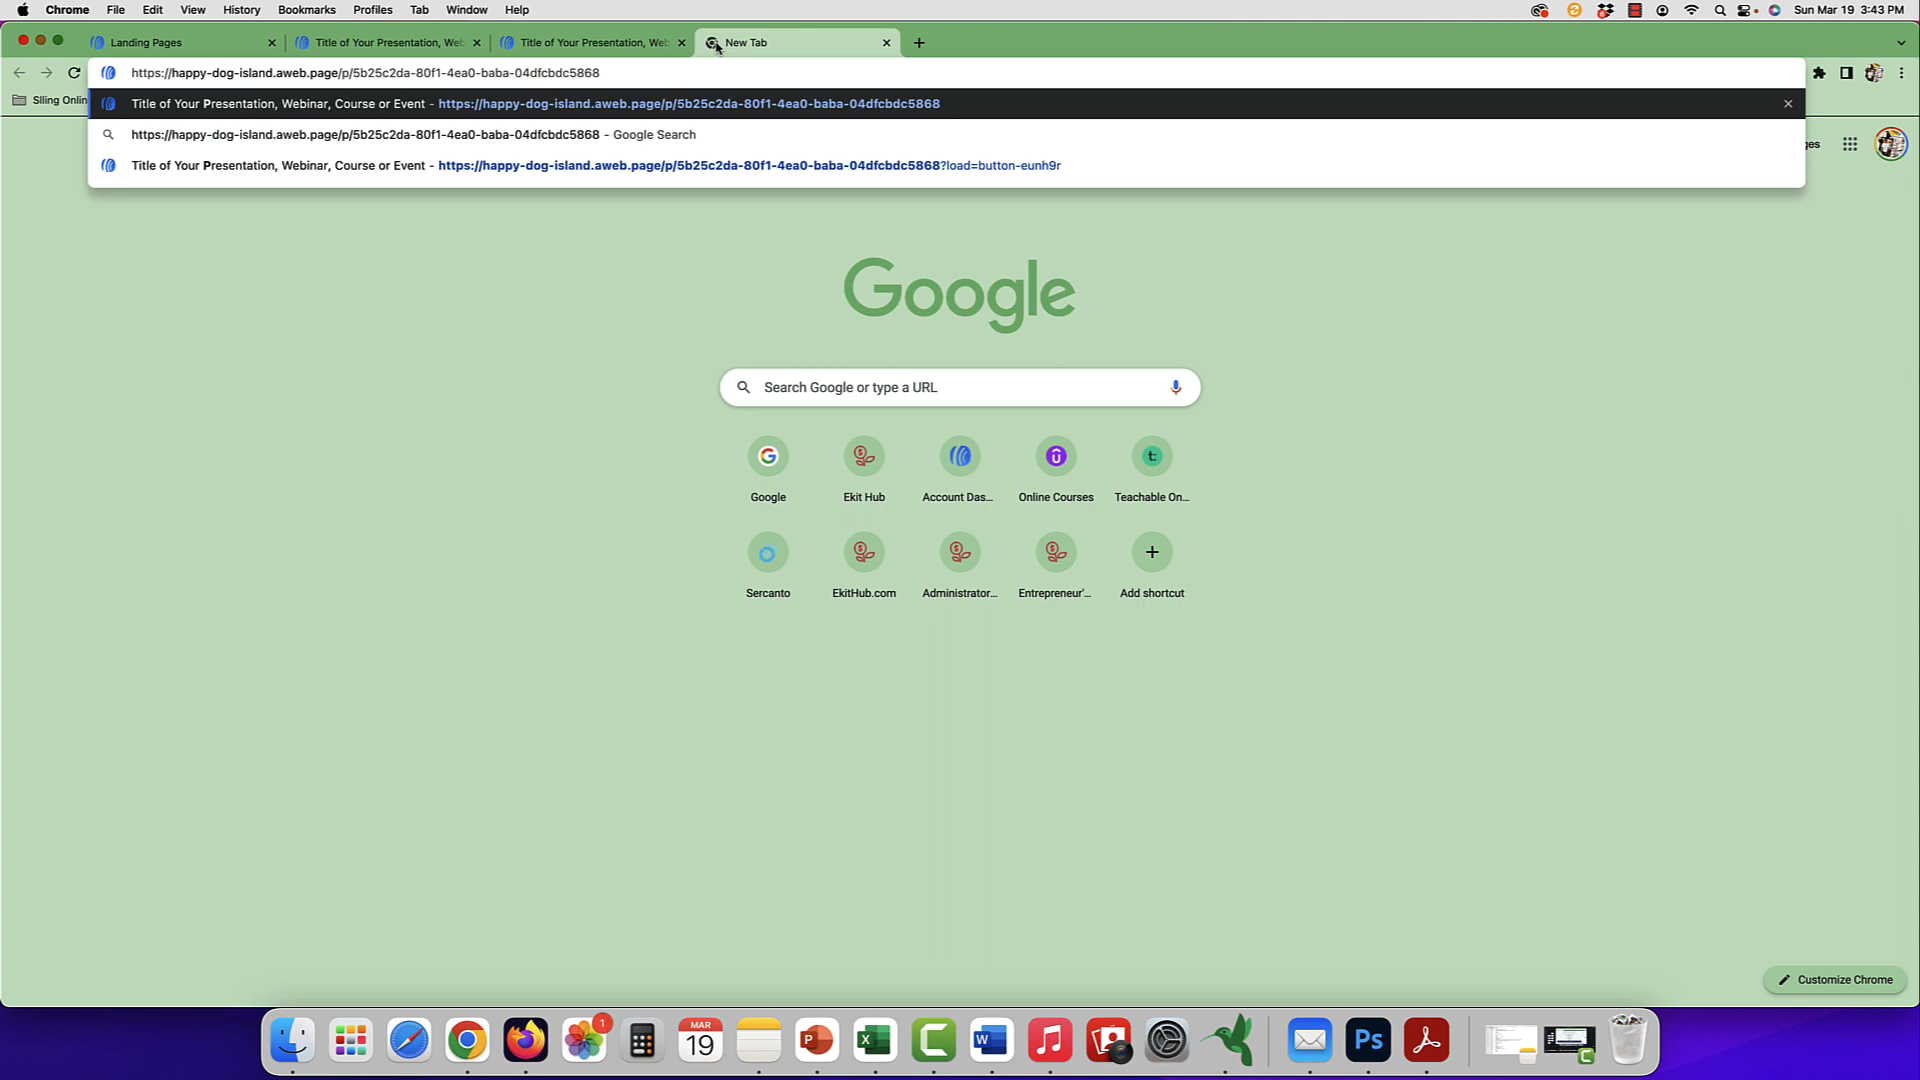 Chrome File Edit View History Bookmarks Profiles Tab Window Help Sun Mar 19 3:43 PM
Landing Pages Title of Your Presentation, Web Title of Your Presentation, Web New Tab
https://happy-dog-island.aweb.page/p/5b25c2da-80f1-4ea0-baba-04dfcbdc5868
Slling Onlin Title of Your Presentation, Webinar, Course or Event - https://happy-dog-island.aweb.page/p/5b25c2da-80f1-4ea0-baba-04dfcbdc5868
https://happy-dog-island.aweb.page/p/5b25c2da-80f1-4ea0-baba-04dfcbdc5868 - Google Search
Title of Your Presentation, Webinar, Course or Event - https://happy-dog-island.aweb.page/p/5b25c2da-80f1-4ea0-baba-04dfcbdc5868?load=button-eunh9r
Google
Search Google or type a URL
Google Ekit Hub Account Das... Online Courses Teachable On...
Sercanto EkitHub.com Administrator... Entrepreneur'... Add shortcut
Customize Chrome
MAR
19
1